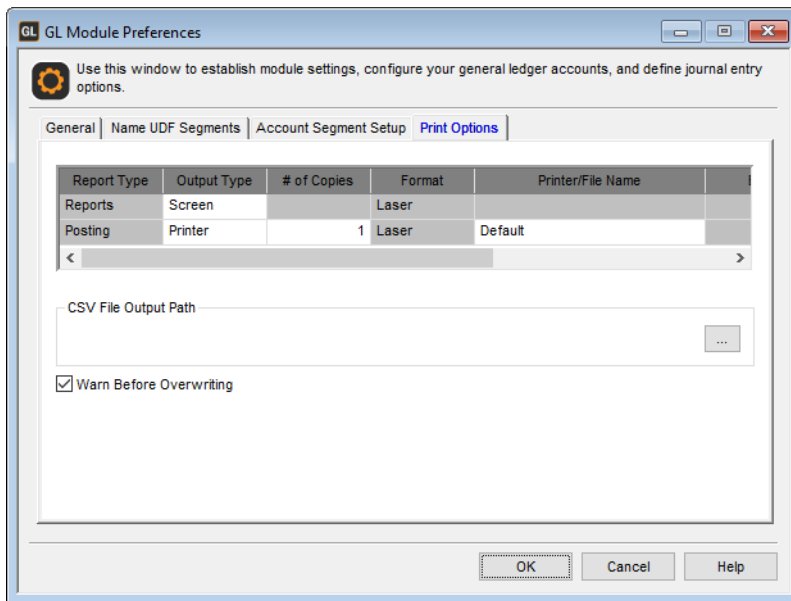 GL GL Module Preferences
Use this window to establish module settings, configure your general ledger accounts, and define journal entry
options.
General Name UDF Segments Account Segment Setup Print Options
Report Type Output Type # of Copies Format Printer/File Name
Reports Screen Laser
Posting Printer 1 Laser Default
CSV File Output Path
...
Warn Before Overwriting
OK Cancel Help